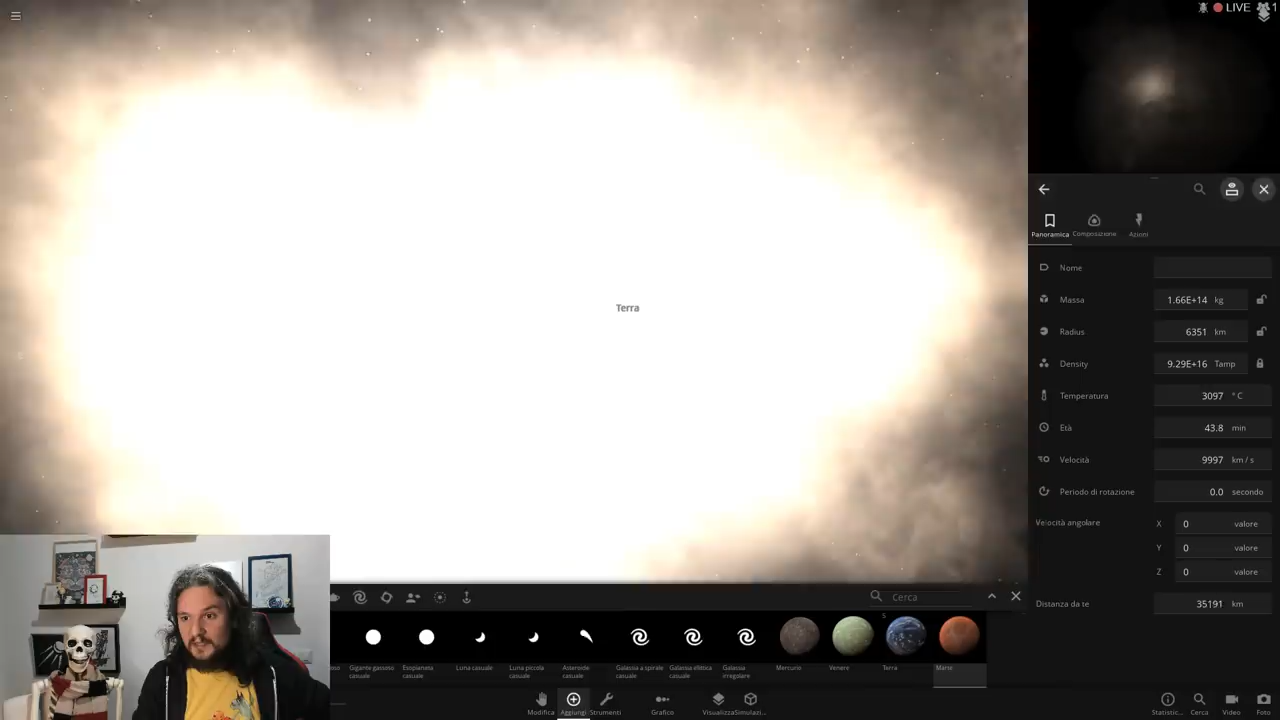 LIVE 1
Terra
Panoramica Composizione Azioni
Nome
Massa 1.66E+14 kg
Radius 6351 km
Density 9.29E+16 Tamp
Temperatura 3097 °C
Età 43.8 min
Velocità 9997 km/s
Periodo di rotazione 0.0 secondo
Velocità angolare X 0 valore
Y 0 valore
Z 0 valore
Distanza da te 35191 km
Cerca
5
Gigante gassoso casuale
Esopianeta casuale
Luna casuale
Luna piccola casuale
Asteroide casuale
Galassia a spirale casuale
Galassia ellittica casuale
Galassia irregolare
Mercurio
Venere
Terra
Marte
Modifica Aggiungi Strumenti Grafico Visualizza Simulazi... Statistic... Cerca Video Foto